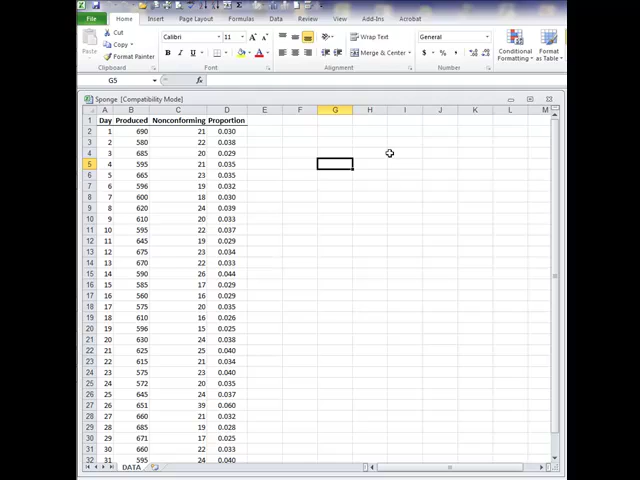 File Home Insert Page Layout Formulas Data Review View Add-Ins Acrobat
Paste Cut Calibri 11 A A Wrap Text General Conditional Formatting Format as Table
Copy
Format Painter B I U A Merge & Center $ % ,
Clipboard Font Alignment Number
G5 fx
Sponge [Compatibility Mode]
A B C D E F G H I J K L M
1 Day Produced Nonconforming Proportion
2 1 690 21 0.030
3 2 580 22 0.038
4 3 685 20 0.029
5 4 595 21 0.035
6 5 665 23 0.035
7 6 596 19 0.032
8 7 600 18 0.030
9 8 620 24 0.039
10 9 610 20 0.033
11 10 595 22 0.037
12 11 645 19 0.029
13 12 675 23 0.034
14 13 670 22 0.033
15 14 590 26 0.044
16 15 585 17 0.029
17 16 560 16 0.029
18 17 575 20 0.035
19 18 610 16 0.026
20 19 596 15 0.025
21 20 630 24 0.038
22 21 625 25 0.040
23 22 615 21 0.034
24 23 575 23 0.040
25 24 572 20 0.035
26 25 645 24 0.037
27 26 651 39 0.060
28 27 660 21 0.032
29 28 685 19 0.028
30 29 671 17 0.025
31 30 660 22 0.033
32 31 595 24 0.040
DATA